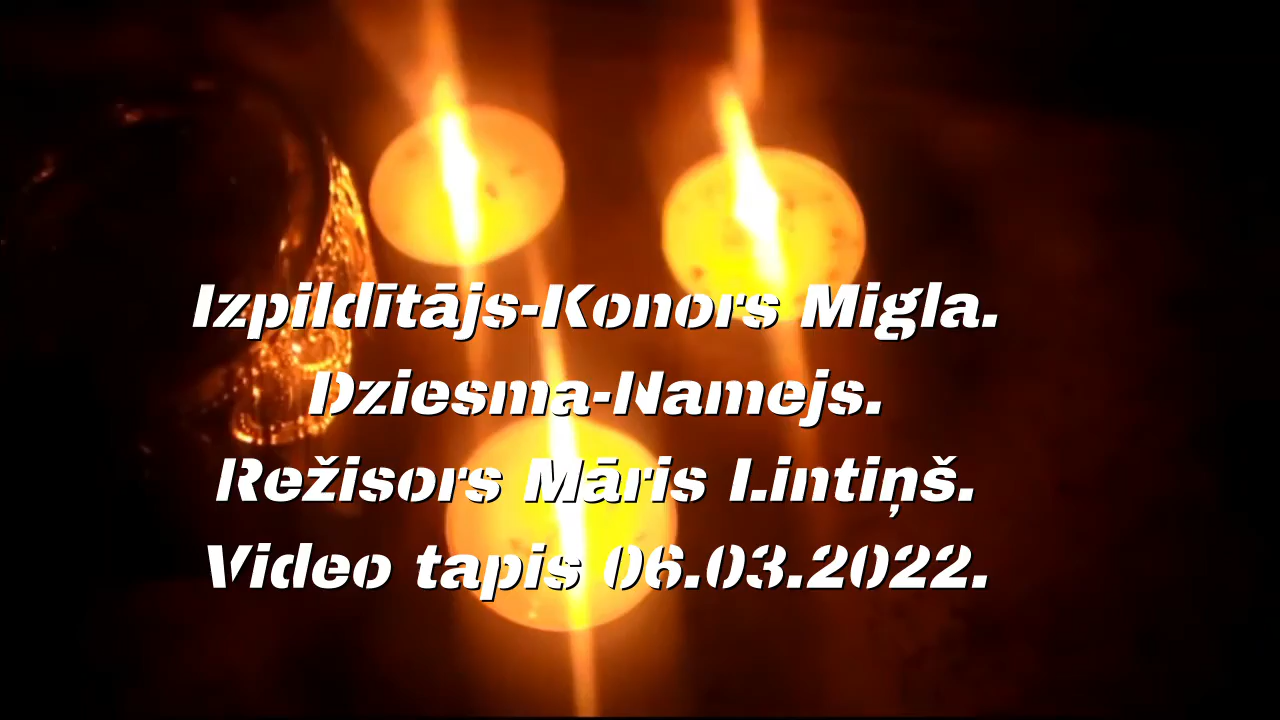 Izpildītājs-Konors Migla.
Dziesma-Namejs.
Režisors Māris Lintiņš.
Video tapis 06.03.2022.